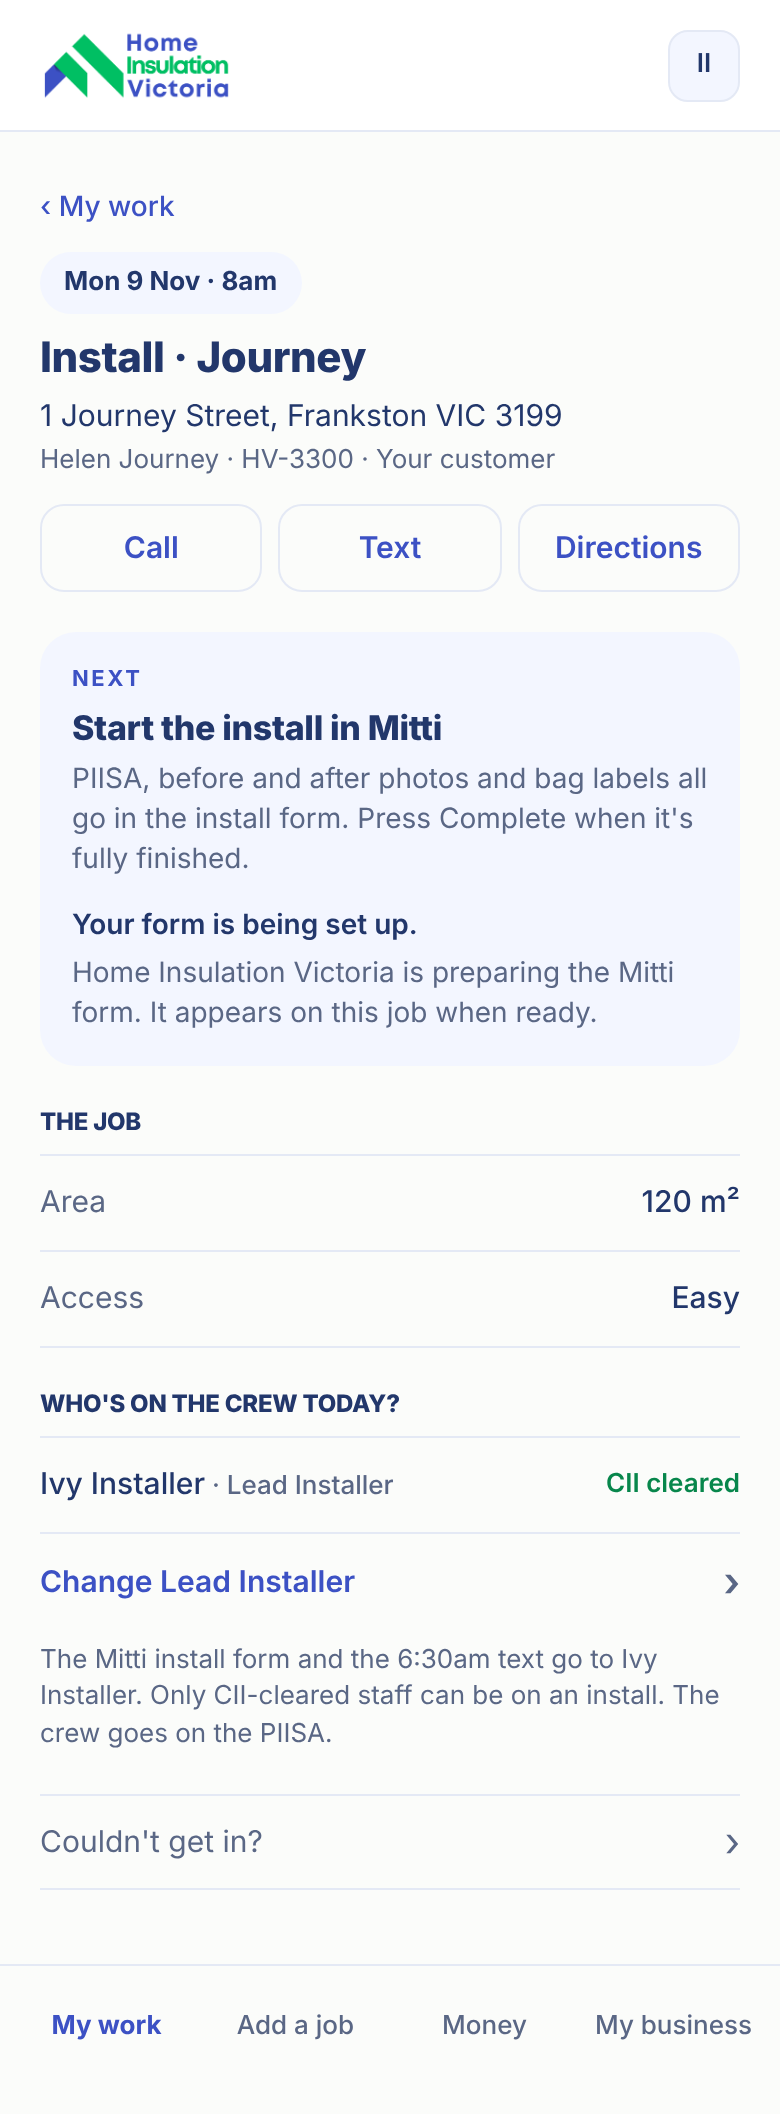 Home
Insulation
Victoria
II
‹ My work
Mon 9 Nov · 8am
Install · Journey
1 Journey Street, Frankston VIC 3199
Helen Journey · HV-3300 · Your customer
Call
Text
Directions
NEXT
Start the install in Mitti
PIISA, before and after photos and bag labels all
go in the install form. Press Complete when it's
fully finished.
Your form is being set up.
Home Insulation Victoria is preparing the Mitti
form. It appears on this job when ready.
THE JOB
Area 120 m²
Access Easy
WHO'S ON THE CREW TODAY?
Ivy Installer · Lead Installer CII cleared
Change Lead Installer ›
The Mitti install form and the 6:30am text go to Ivy
Installer. Only CII-cleared staff can be on an install. The
crew goes on the PIISA.
Couldn't get in? ›
My work
Add a job
Money
My business